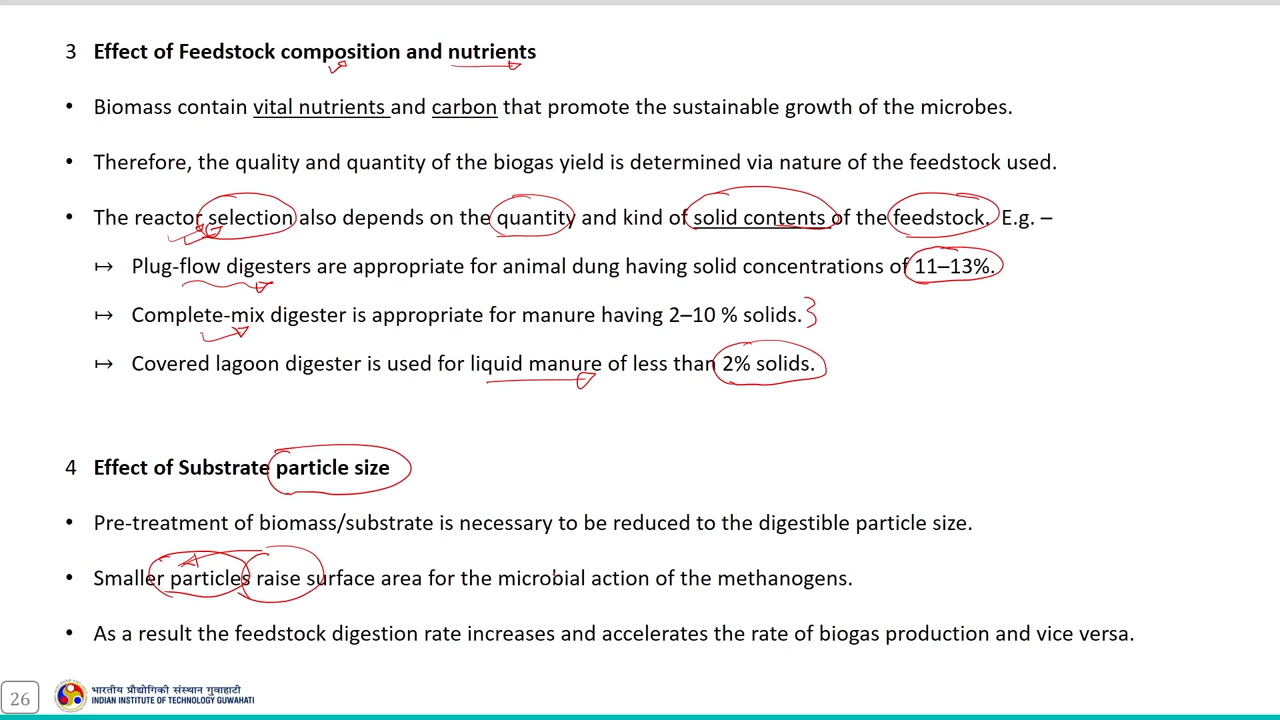 3 Effect of Feedstock composition and nutrients
• Biomass contain vital nutrients and carbon that promote the sustainable growth of the microbes.
• Therefore, the quality and quantity of the biogas yield is determined via nature of the feedstock used.
• The reactor selection also depends on the quantity and kind of solid contents of the feedstock. E.g. –
↦ Plug-flow digesters are appropriate for animal dung having solid concentrations of 11–13%.
↦ Complete-mix digester is appropriate for manure having 2–10 % solids.
↦ Covered lagoon digester is used for liquid manure of less than 2% solids.
4 Effect of Substrate particle size
• Pre-treatment of biomass/substrate is necessary to be reduced to the digestible particle size.
• Smaller particles raise surface area for the microbial action of the methanogens.
• As a result the feedstock digestion rate increases and accelerates the rate of biogas production and vice versa.
26
भारतीय प्रौद्योगिकी संस्थान गुवाहाटी
INDIAN INSTITUTE OF TECHNOLOGY GUWAHATI